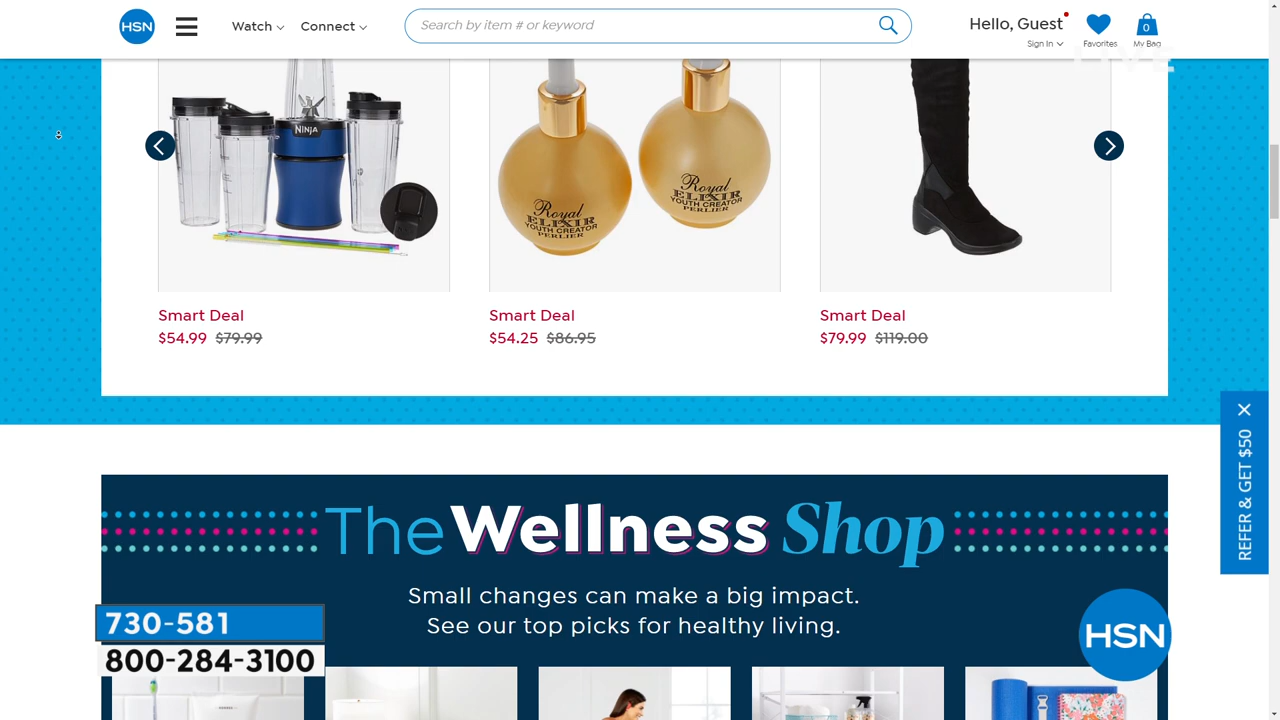 HSN
Watch
Connect
Search by item # or keyword
Hello, Guest
Sign In
Favorites
0
My Bag
LIVE
NINJA
Royal
ELIXIR
YOUTH CREATOR
PERLIER
Royal
ELIXIR
YOUTH CREATOR
PERLIER
Smart Deal
$54.99 $79.99
Smart Deal
$54.25 $86.95
Smart Deal
$79.99 $119.00
REFER & GET $50
The Wellness Shop
Small changes can make a big impact.
See our top picks for healthy living.
730-581
800-284-3100
HSN